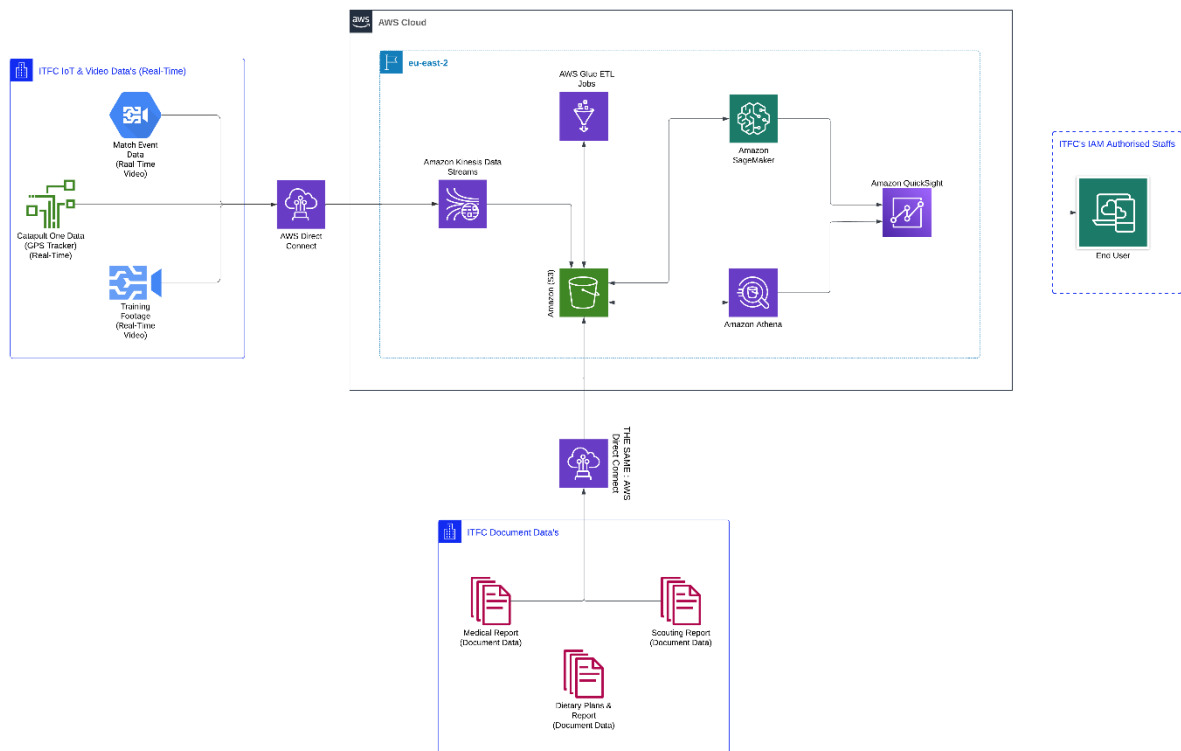 aws
AWS Cloud
ITFC IoT & Video Data's (Real-Time)
eu-east-2
Match Event
Data
(Raal Time
Video)
AWS Glue ETL
Jobs
Amazon
SageMaker
ITFC's IAM Authorised Staffs
Amazon Kinesis Data
Streams
Amazon QuickSight
Catapult One Data
(GPS Tracker)
(Real-Time)
AWS Direct
Connect
End User
Training
Footage
(Real-Time
Video)
Amazon (S3)
Amazon Athena
THE SAME : AWS
Direct Connect
ITFC Document Data's
Medical Report
(Document Data)
Scouting Report
(Document Data)
Dietary Plans &
Report
(Document Data)